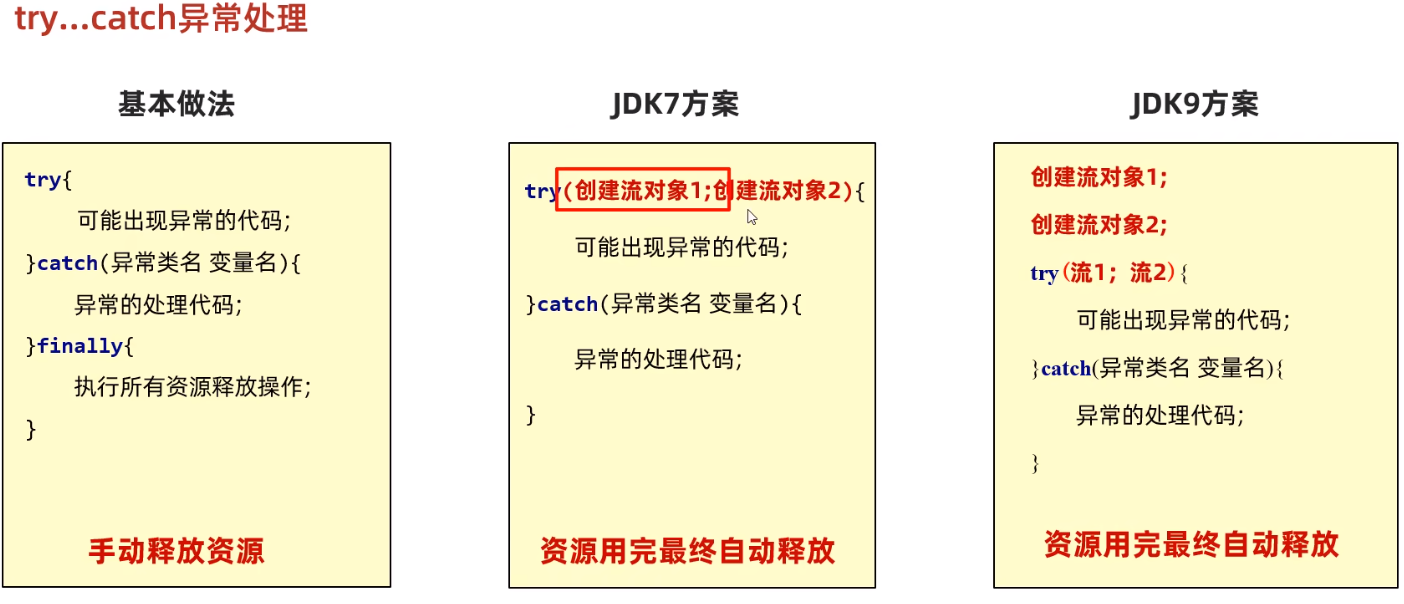 try...catch异常处理
基本做法
try{
可能出现异常的代码;
}catch(异常类名 变量名){
异常的处理代码;
}finally{
执行所有资源释放操作;
}
手动释放资源
JDK7方案
try(创建流对象1;创建流对象2){
可能出现异常的代码;
}catch(异常类名 变量名){
异常的处理代码;
}
资源用完最终自动释放
JDK9方案
创建流对象1;
创建流对象2;
try(流1；流2){
可能出现异常的代码;
}catch(异常类名 变量名){
异常的处理代码;
}
资源用完最终自动释放